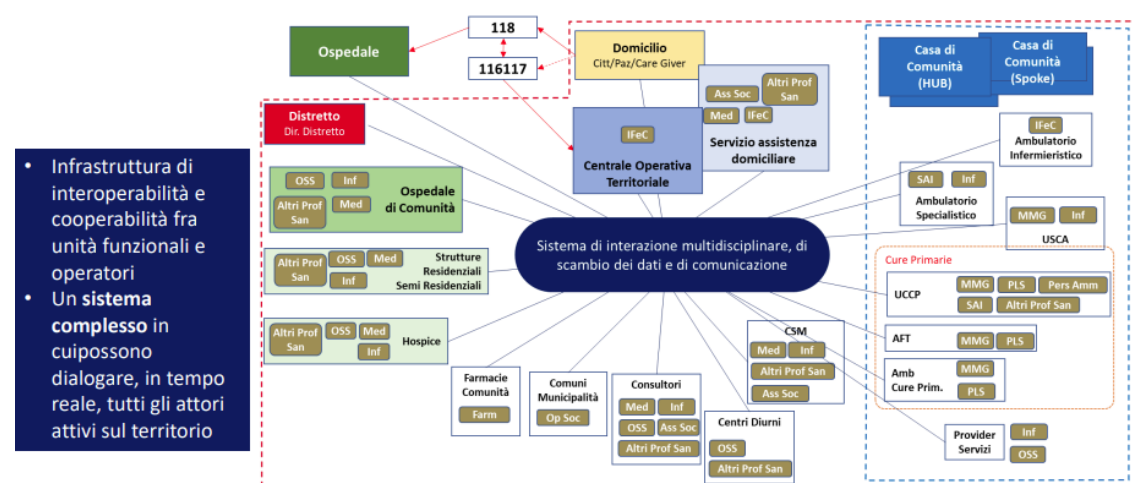 • Infrastruttura di
interoperabilità e
cooperabilità fra
unità funzionali e
operatori
• Un sistema
complesso in
cuipossono
dialogare, in tempo
reale, tutti gli attori
attivi sul territorio
Ospedale
118
116117
Domicilio
Citt/Paz/Care Giver
Distretto
Dir. Distretto
IFeC
Centrale Operativa
Territoriale
Ass Soc
Altri Prof
San
Med
IFeC
Servizio assistenza
domiciliare
Casa di
Comunità
(HUB)
Casa di
Comunità
(Spoke)
IFeC
Ambulatorio
Infermieristico
SAI
Inf
Ambulatorio
Specialistico
MMG
Inf
USCA
OSS
Inf
Altri Prof
San
Med
Ospedale
di Comunità
Sistema di interazione multidisciplinare, di
scambio dei dati e di comunicazione
Altri Prof
San
OSS
Med
Inf
Strutture
Residenziali
Semi Residenziali
Altri Prof
San
OSS
Med
Inf
Hospice
Cure Primarie
UCCP
MMG
PLS
Pers Amm
SAI
Altri Prof San
AFT
MMG
PLS
Amb
Cure Prim.
MMG
PLS
Farmacie
Comunità
Farm
Comuni
Municipalità
Op Soc
Consultori
Med
Inf
OSS
Ass Soc
Altri Prof San
Centri Diurni
OSS
Altri Prof San
CSM
Med
Inf
Altri Prof San
Ass Soc
Provider
Servizi
Inf
OSS